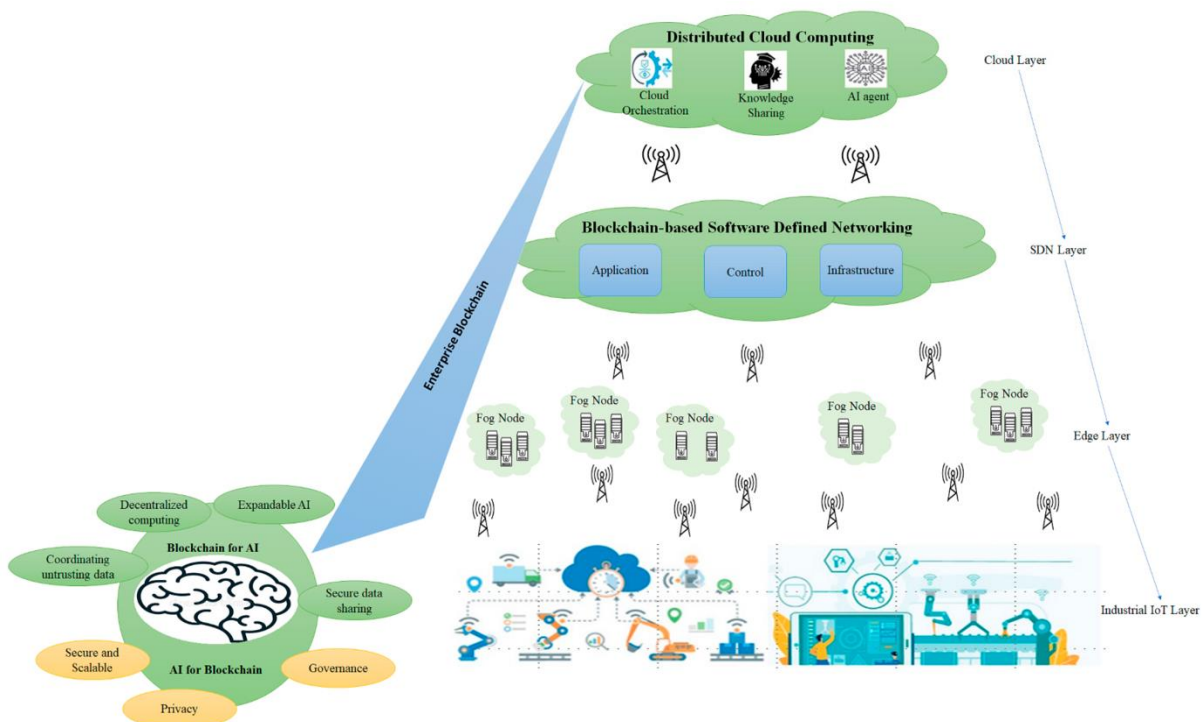 Distributed Cloud Computing
Cloud
Orchestration
Knowledge
Sharing
AI agent
Cloud Layer
Blockchain-based Software Defined Networking
Application
Control
Infrastructure
SDN Layer
Enterprise Blockchain
Fog Node
Fog Node
Fog Node
Fog Node
Fog Node
Edge Layer
Decentralized
computing
Expandable AI
Blockchain for AI
Coordinating
untrusting data
Secure data
sharing
Secure and
Scalable
AI for Blockchain
Governance
Privacy
Industrial IoT Layer